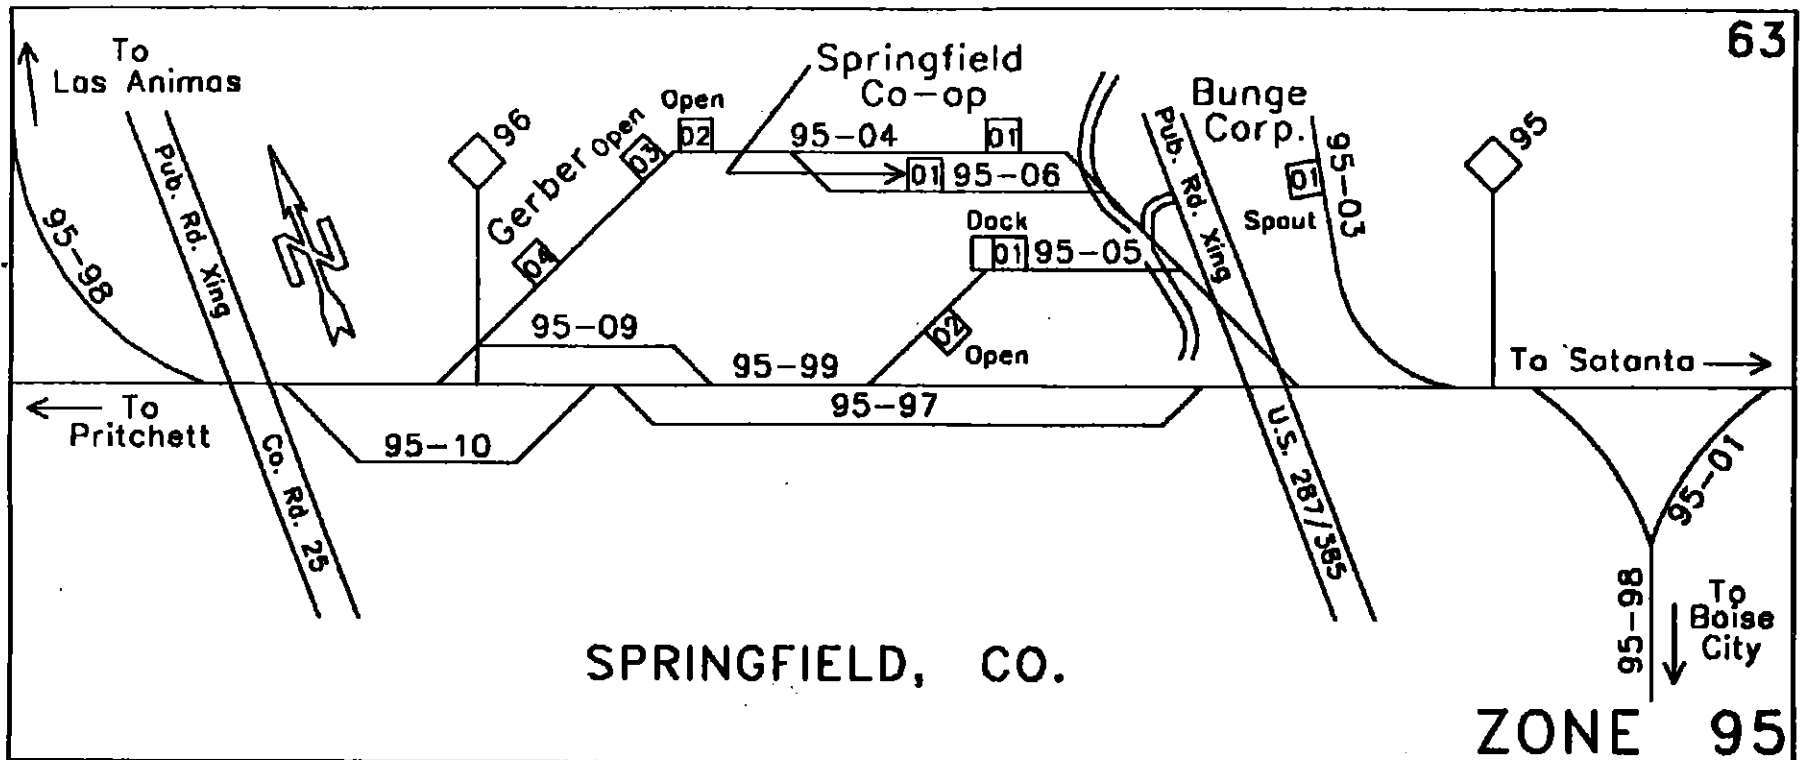 63
To
Las Animas
Springfield
Co-op
Bunge
Corp.
96
95
Open
02
Open
03
Gerber
04
95-04
01
01
95-06
01
Spout
95-03
Pub. Rd. Xing
Pub. Rd. Xing
95-98
N
Dock
01
95-05
95-09
02
Open
95-99
To Satanta
To
Pritchett
95-97
95-10
Co. Rd. 25
U.S. 287/385
95-01
95-98
To
Boise
City
SPRINGFIELD, CO.
ZONE 95